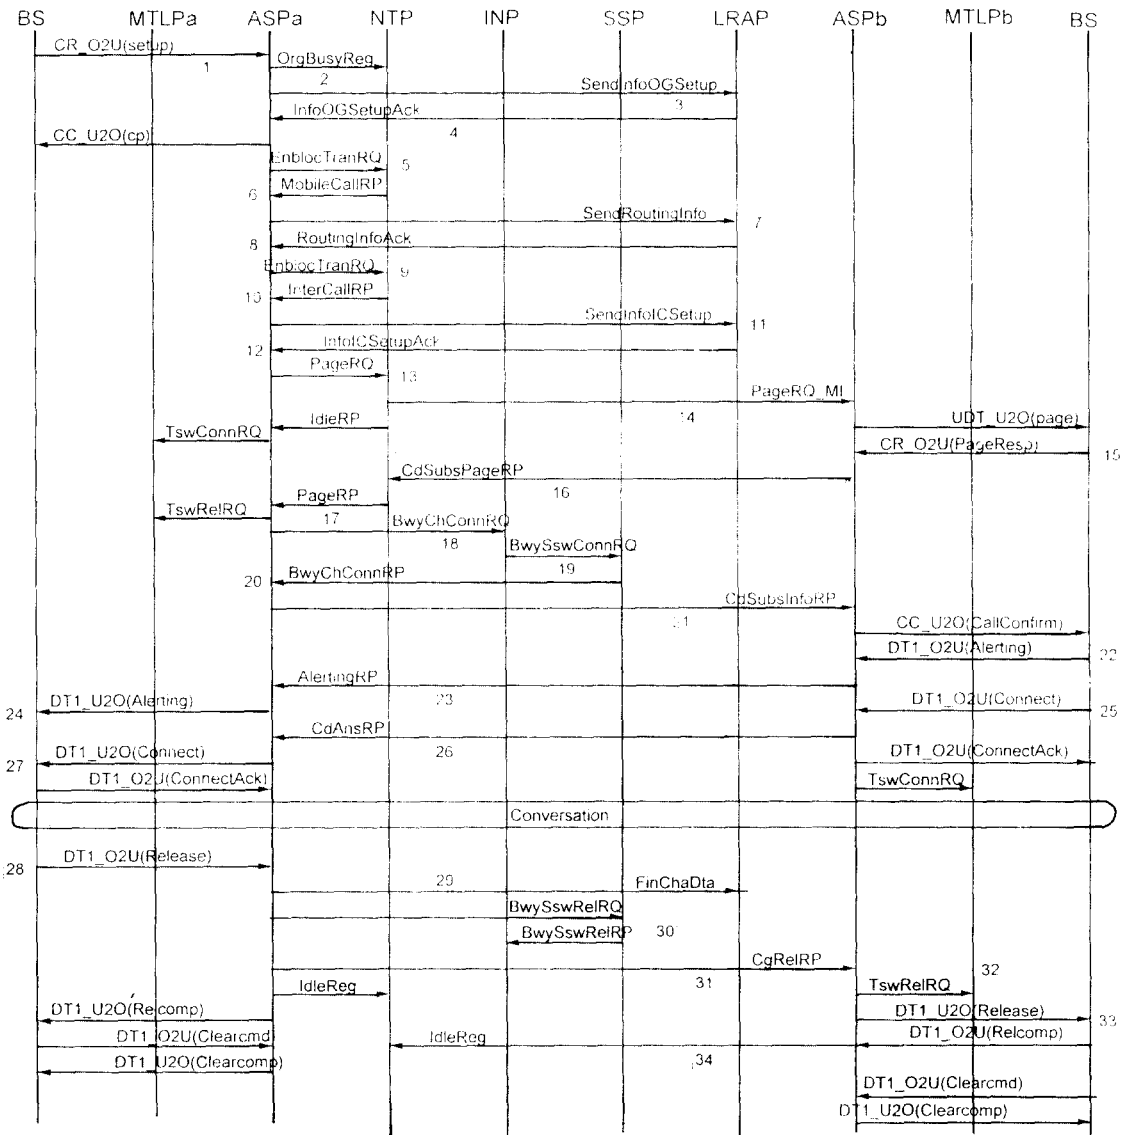 BS MTLPa ASPa NTP INP SSP LRAP ASPb MTLPb BS
CR_O2U(setup)
1
OrgBusyReg
2
SendInfoOGSetup
3
InfoOGSetupAck
4
CC_U2O(cp)
EnblocTranRQ
5
MobileCallRP
6
SendRoutingInfo
7
RoutingInfoAck
8
EnblocTranRQ
9
InterCallRP
10
SendInfoICSetup
11
InfoICSetupAck
12
PageRQ
13
PageRQ_MI
14
IdleRP
UDT_U2O(page)
TswConnRQ
CR_O2U(PageResp)
15
CdSubsPageRP
16
PageRP
17
TswRelRQ
BwyChConnRQ
18
BwySswConnRQ
19
BwyChConnRP
20
CdSubsInfoRP
21
CC_U2O(CallConfirm)
DT1_O2U(Alerting)
22
AlertingRP
23
DT1_U2O(Alerting)
24
DT1_O2U(Connect)
25
CdAnsRP
26
DT1_U2O(Connect)
27
DT1_O2U(ConnectAck)
DT1_O2U(ConnectAck)
TswConnRQ
Conversation
28
DT1_O2U(Release)
29
FinChaDta
BwySswRelRQ
BwySswRelRP
30
CgRelRP
31
32
IdleReg
TswRelRQ
DT1_U2O(Relcomp)
DT1_U2O(Release)
33
DT1_O2U(Clearcmd)
IdleReg
34
DT1_O2U(Relcomp)
DT1_U2O(Clearcomp)
DT1_O2U(Clearcmd)
DT1_U2O(Clearcomp)